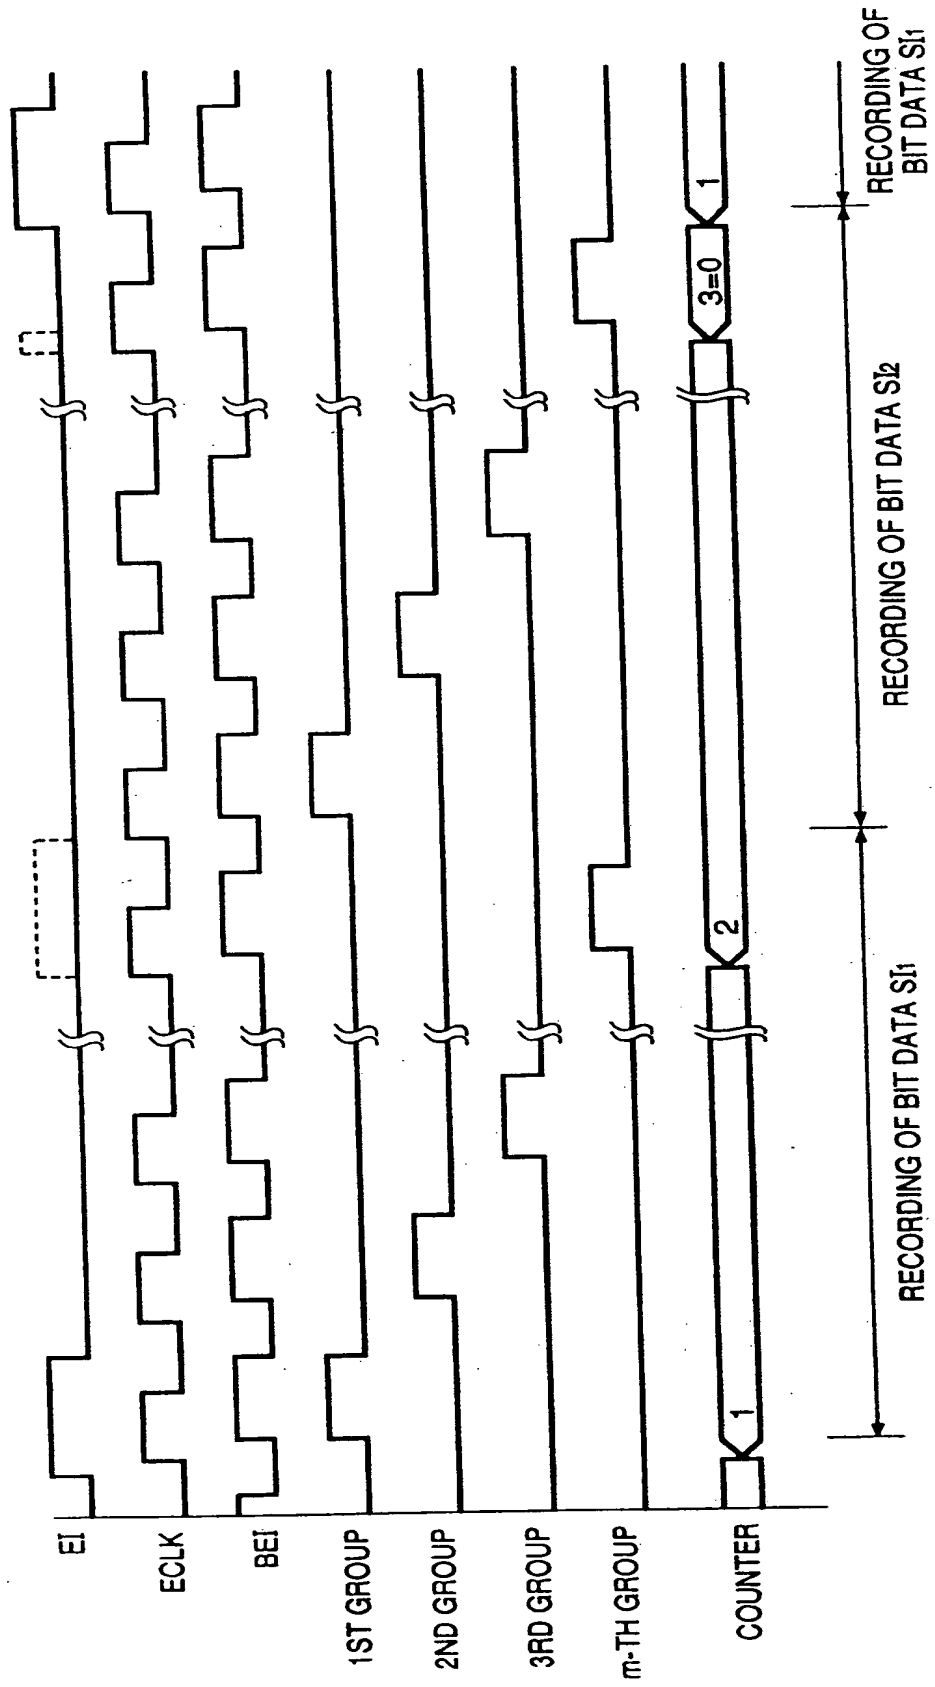 EI
ECLK
BEI
1ST GROUP
2ND GROUP
3RD GROUP
m-TH GROUP
COUNTER
1
2
3=0
1
RECORDING OF BIT DATA SI1
RECORDING OF BIT DATA SI2
RECORDING OF
BIT DATA SI1